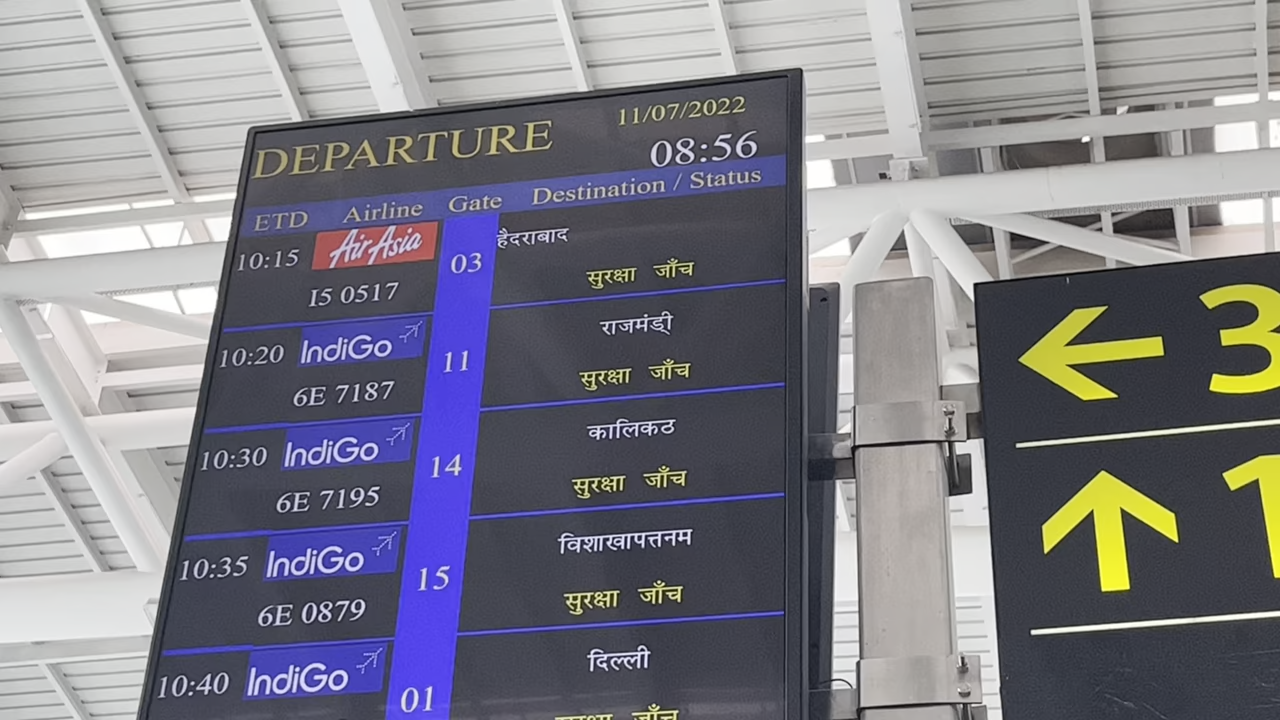 DEPARTURE 11/07/2022
08:56
ETD Airline Gate Destination / Status
10:15 AirAsia 03 हैदराबाद
I5 0517 सुरक्षा जाँच
10:20 IndiGo 11 राजमंड्री
6E 7187 सुरक्षा जाँच
10:30 IndiGo 14 कालिकठ
6E 7195 सुरक्षा जाँच
10:35 IndiGo 15 विशाखापत्तनम
6E 0879 सुरक्षा जाँच
10:40 IndiGo 01 दिल्ली
सुरक्षा जाँच
← 3
↑ 1